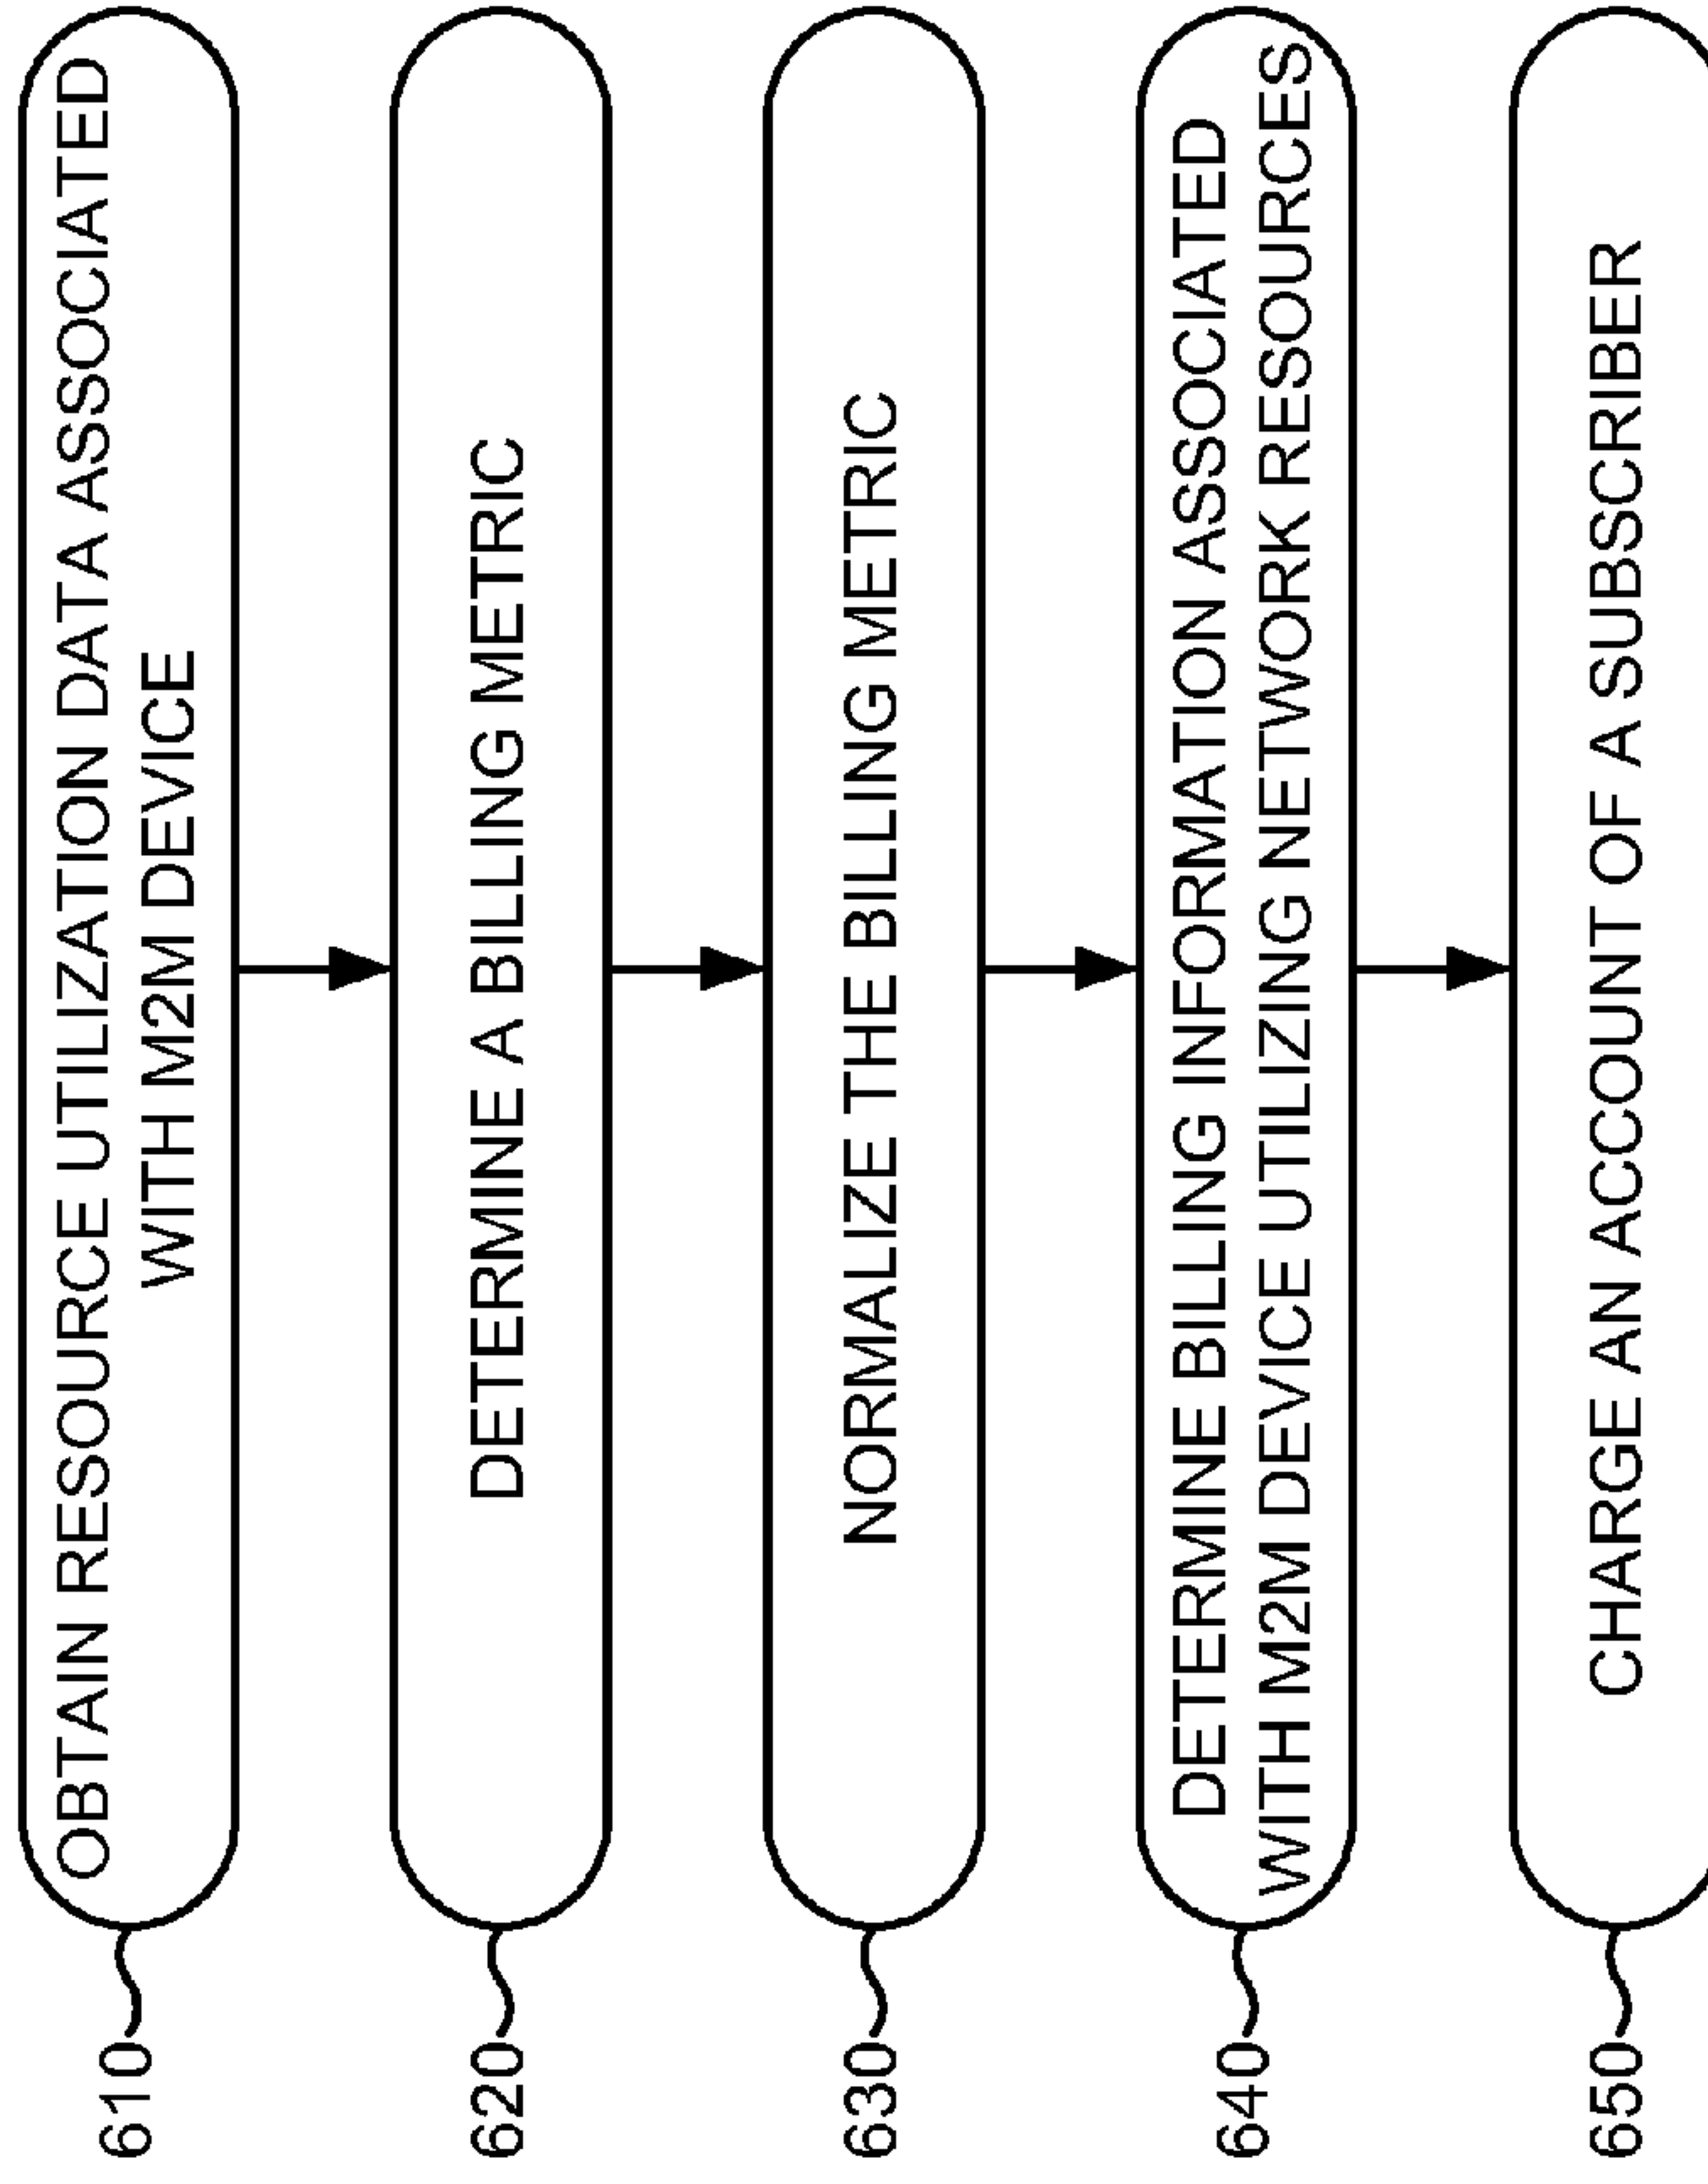 610
OBTAIN RESOURCE UTILIZATION DATA ASSOCIATED
WITH M2M DEVICE
620
DETERMINE A BILLING METRIC
630
NORMALIZE THE BILLING METRIC
640
DETERMINE BILLING INFORMATION ASSOCIATED
WITH M2M DEVICE UTILIZING NETWORK RESOURCES
650
CHARGE AN ACCOUNT OF A SUBSCRIBER